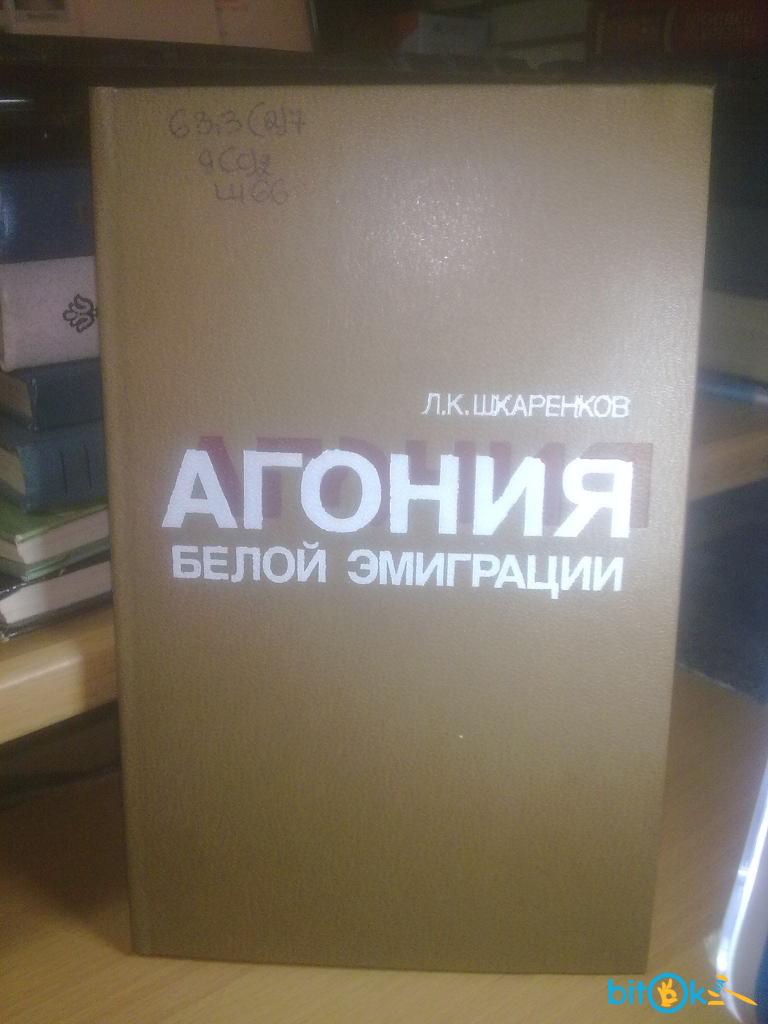 63.3(2)7
9(С)2
Ш66
Л.К. ШКАРЕНКОВ
АГОНИЯ
БЕЛОЙ ЭМИГРАЦИИ
bitOk